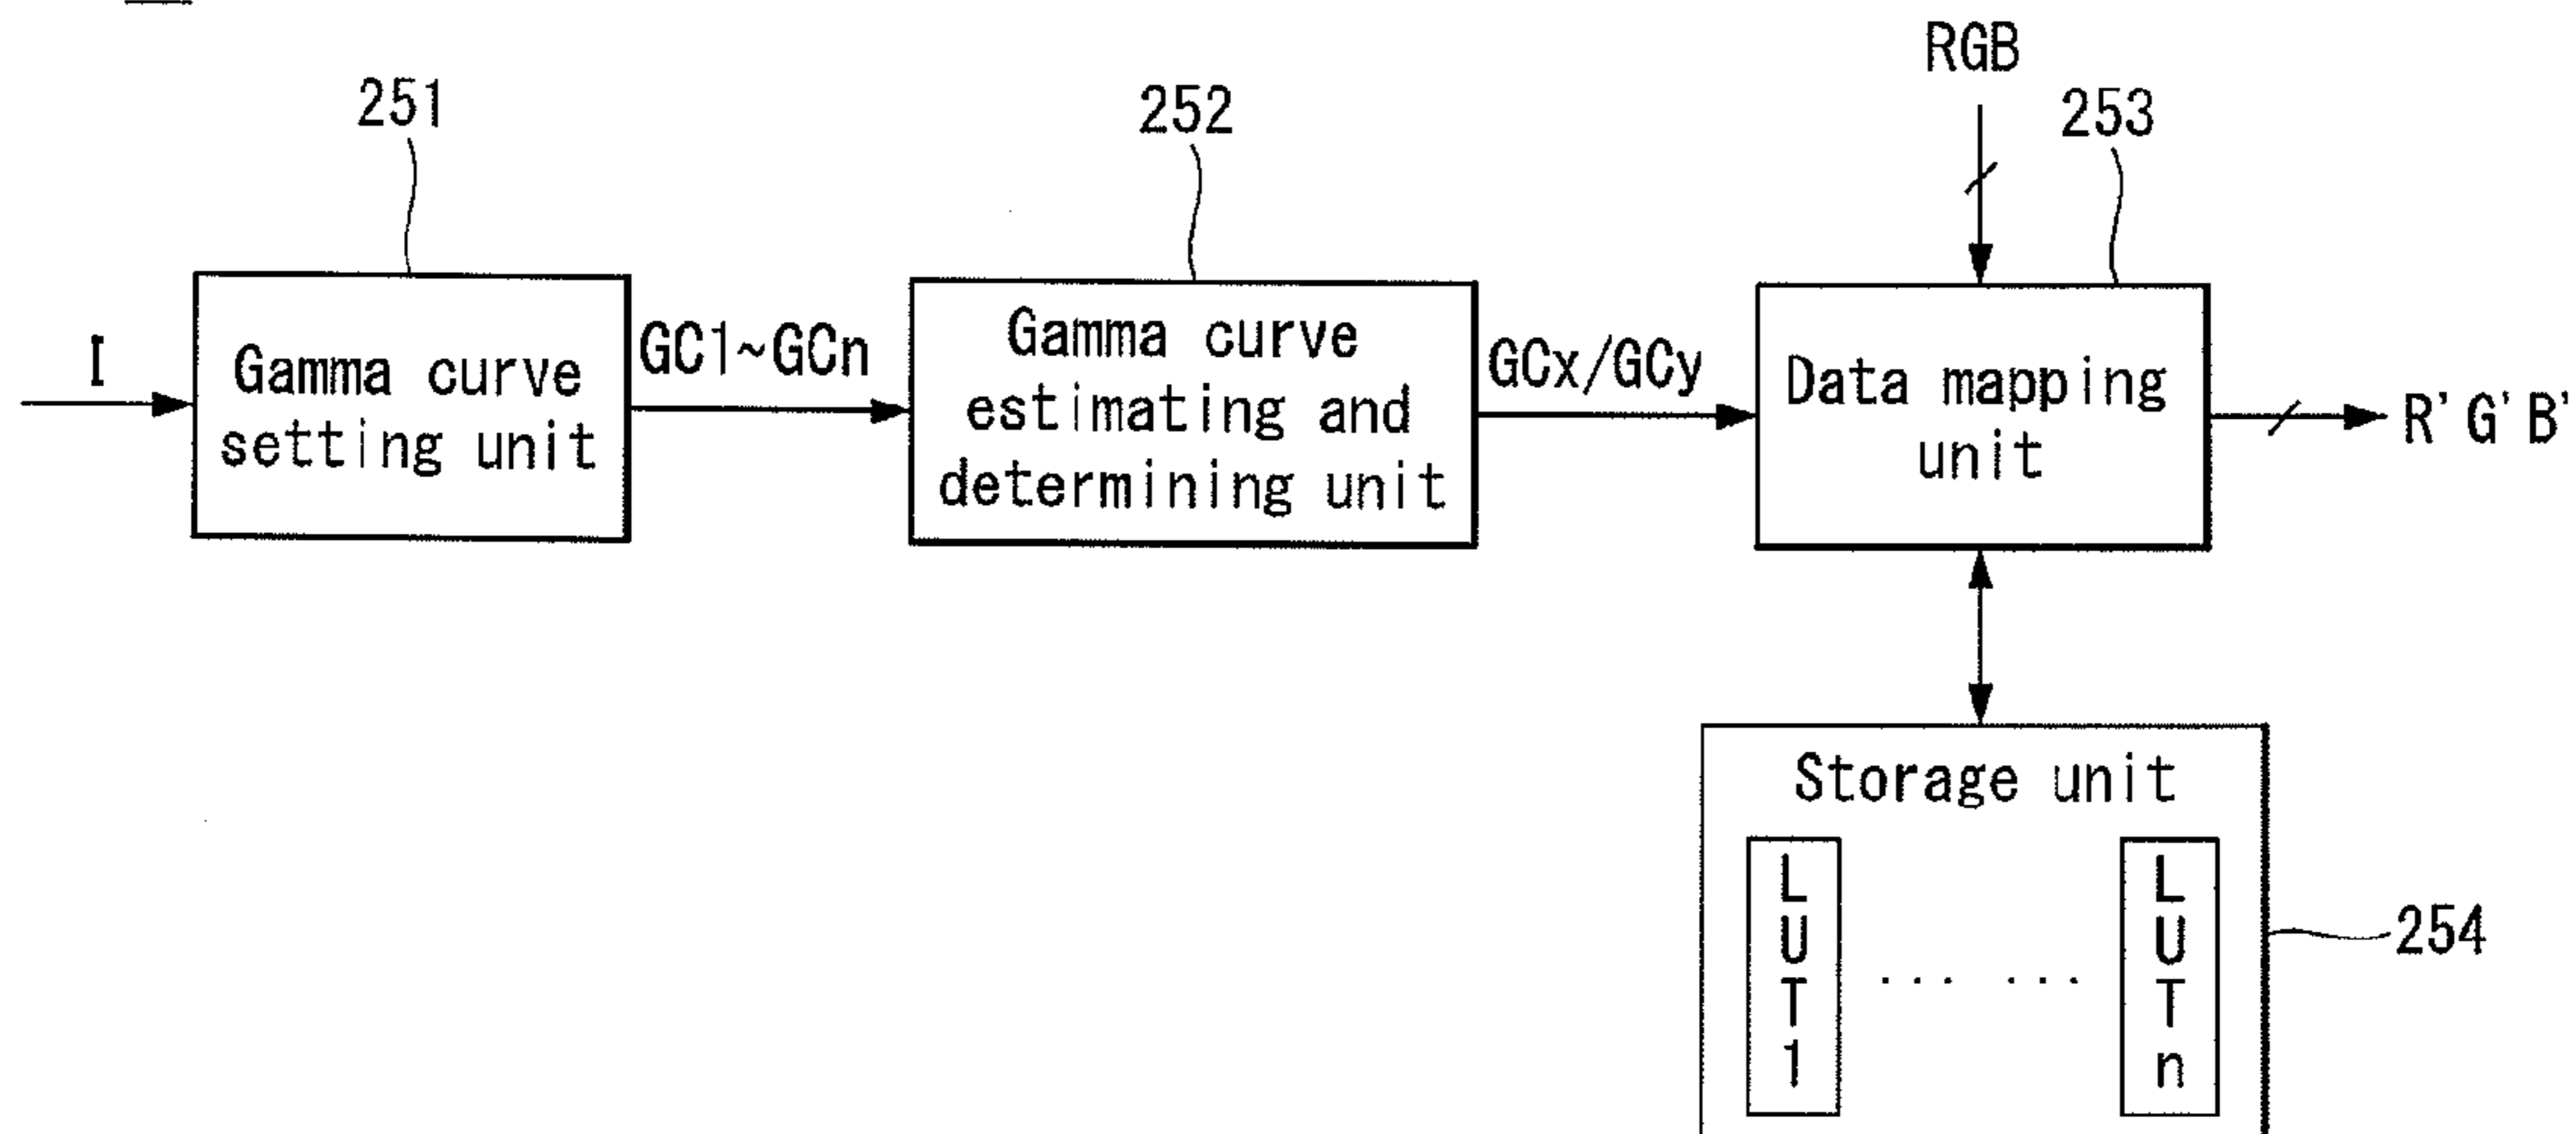 RGB
251
252
253
I
Gamma curve
setting unit
GC1~GCn
Gamma curve
estimating and
determining unit
GCx/GCy
Data mapping
unit
R'G'B'
Storage unit
LUT1
... ...
LUTn
254